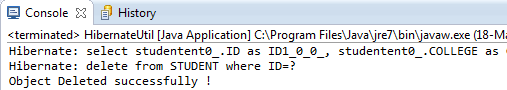 Console History
<terminated> HibernateUtil [Java Application] C:\Program Files\Java\jre7\bin\javaw.exe (18-Ma
Hibernate: select studentent0_.ID as ID1_0_0_, studentent0_.COLLEGE as
Hibernate: delete from STUDENT where ID=?
Object Deleted successfully !